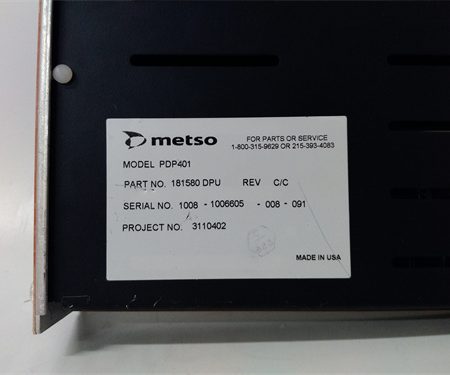 metso
FOR PARTS OR SERVICE
1-800-315-9629 OR 215-393-4083
MODEL PDP401
PART NO. 181580 DPU REV C/C
SERIAL NO. 1008 - 1006605 - 008 - 091
PROJECT NO. 3110402
MADE IN USA